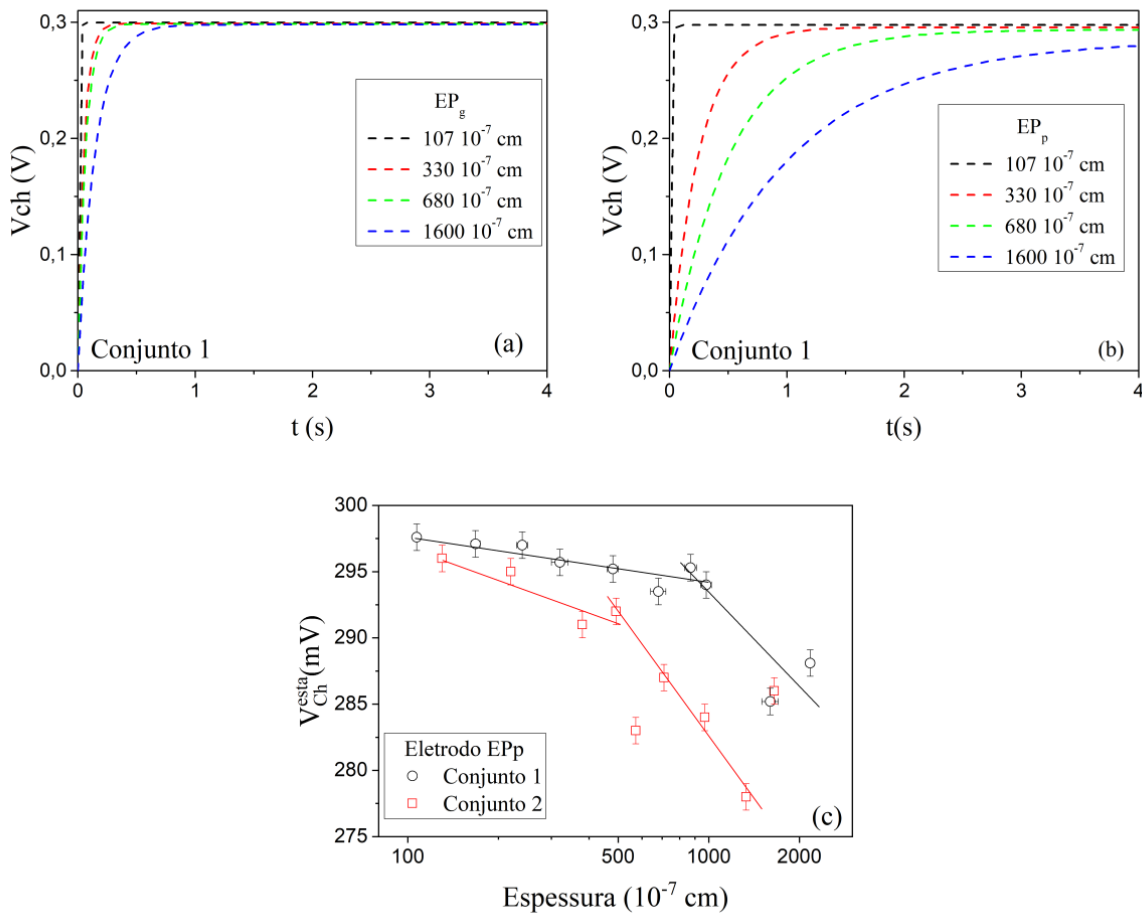 0,3
0,2
0,1
0,0
Vch (V)
EPg
107 10-7 cm
330 10-7 cm
680 10-7 cm
1600 10-7 cm
Conjunto 1
(a)
0 1 2 3 4
t (s)
0,3
0,2
0,1
0,0
Vch (V)
EPp
107 10-7 cm
330 10-7 cm
680 10-7 cm
1600 10-7 cm
Conjunto 1
(b)
0 1 2 3 4
t(s)
300
295
290
285
280
275
VChesta(mV)
Eletrodo EPp
Conjunto 1
Conjunto 2
(c)
100 500 1000 2000
Espessura (10-7 cm)